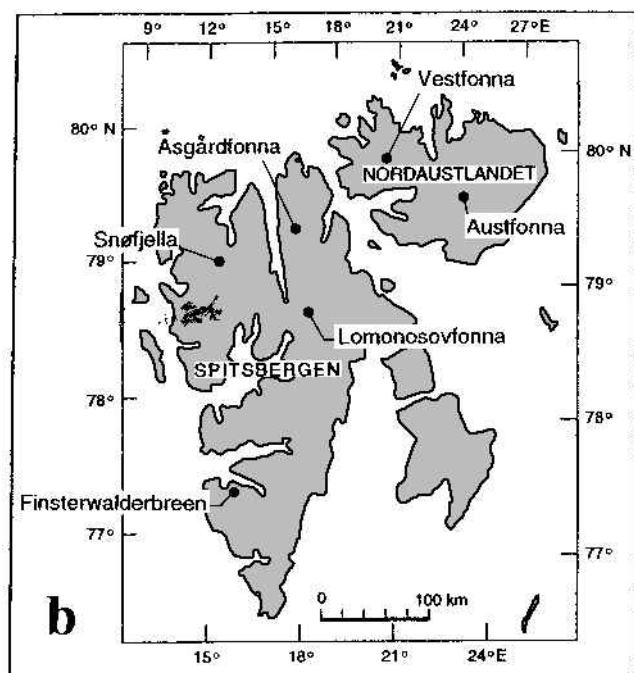 9° 12° 15° 18° 21° 24° 27°E
Vestfonna
80° N
Åsgårdfonna
80° N
NORDAUSTLANDET
Snøfjella
Austfonna
79°
79°
Lomonosovfonna
SPITSBERGEN
78°
78°
Finsterwalderbreen
77°
77°
b
0 100 km
15° 18° 21° 24°E